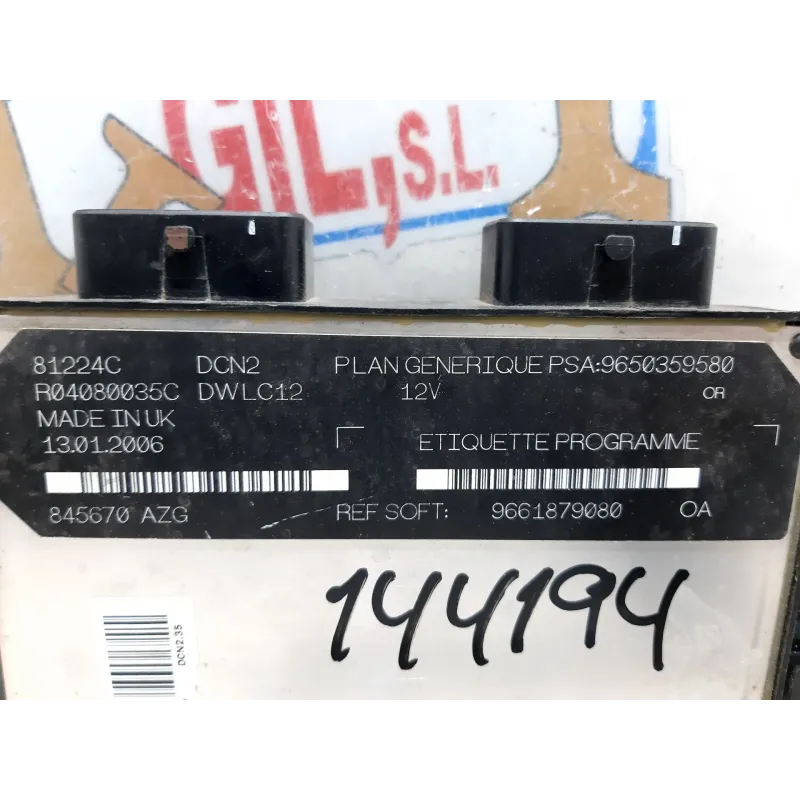 GIL, S.L.
81224C DCN2 PLAN GENERIQUE PSA:9650359580
R04080035C DWLC12 12V OR
MADE IN UK
13.01.2006 ETIQUETTE PROGRAMME
845670 AZG REF SOFT: 9661879080 OA
144194
DCN2.35